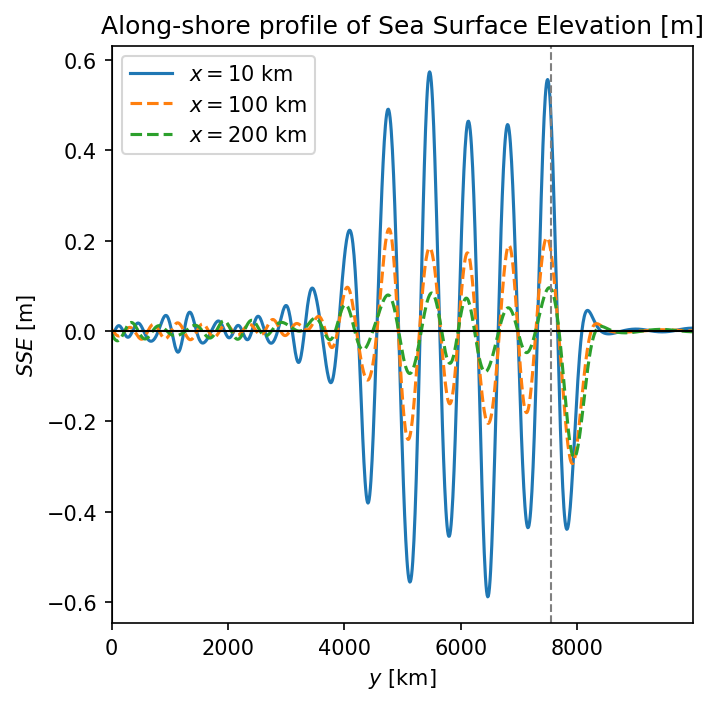 Along-shore profile of Sea Surface Elevation [m]
x = 10 km
x = 100 km
x = 200 km
0.6
0.4
0.2
0.0
−0.2
−0.4
−0.6
SSE [m]
0 2000 4000 6000 8000
y [km]